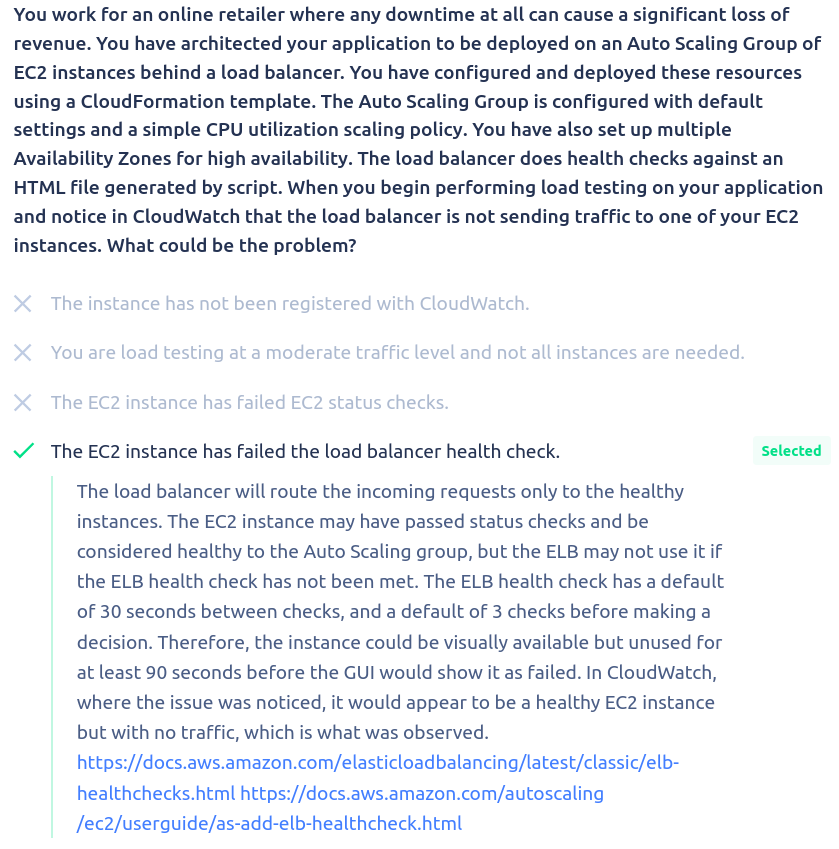 You work for an online retailer where any downtime at all can cause a significant loss of
revenue. You have architected your application to be deployed on an Auto Scaling Group of
EC2 instances behind a load balancer. You have configured and deployed these resources
using a CloudFormation template. The Auto Scaling Group is configured with default
settings and a simple CPU utilization scaling policy. You have also set up multiple
Availability Zones for high availability. The load balancer does health checks against an
HTML file generated by script. When you begin performing load testing on your application
and notice in CloudWatch that the load balancer is not sending traffic to one of your EC2
instances. What could be the problem?
The instance has not been registered with CloudWatch.
You are load testing at a moderate traffic level and not all instances are needed.
The EC2 instance has failed EC2 status checks.
The EC2 instance has failed the load balancer health check. Selected
The load balancer will route the incoming requests only to the healthy
instances. The EC2 instance may have passed status checks and be
considered healthy to the Auto Scaling group, but the ELB may not use it if
the ELB health check has not been met. The ELB health check has a default
of 30 seconds between checks, and a default of 3 checks before making a
decision. Therefore, the instance could be visually available but unused for
at least 90 seconds before the GUI would show it as failed. In CloudWatch,
where the issue was noticed, it would appear to be a healthy EC2 instance
but with no traffic, which is what was observed.
https://docs.aws.amazon.com/elasticloadbalancing/latest/classic/elb-
healthchecks.html https://docs.aws.amazon.com/autoscaling
/ec2/userguide/as-add-elb-healthcheck.html